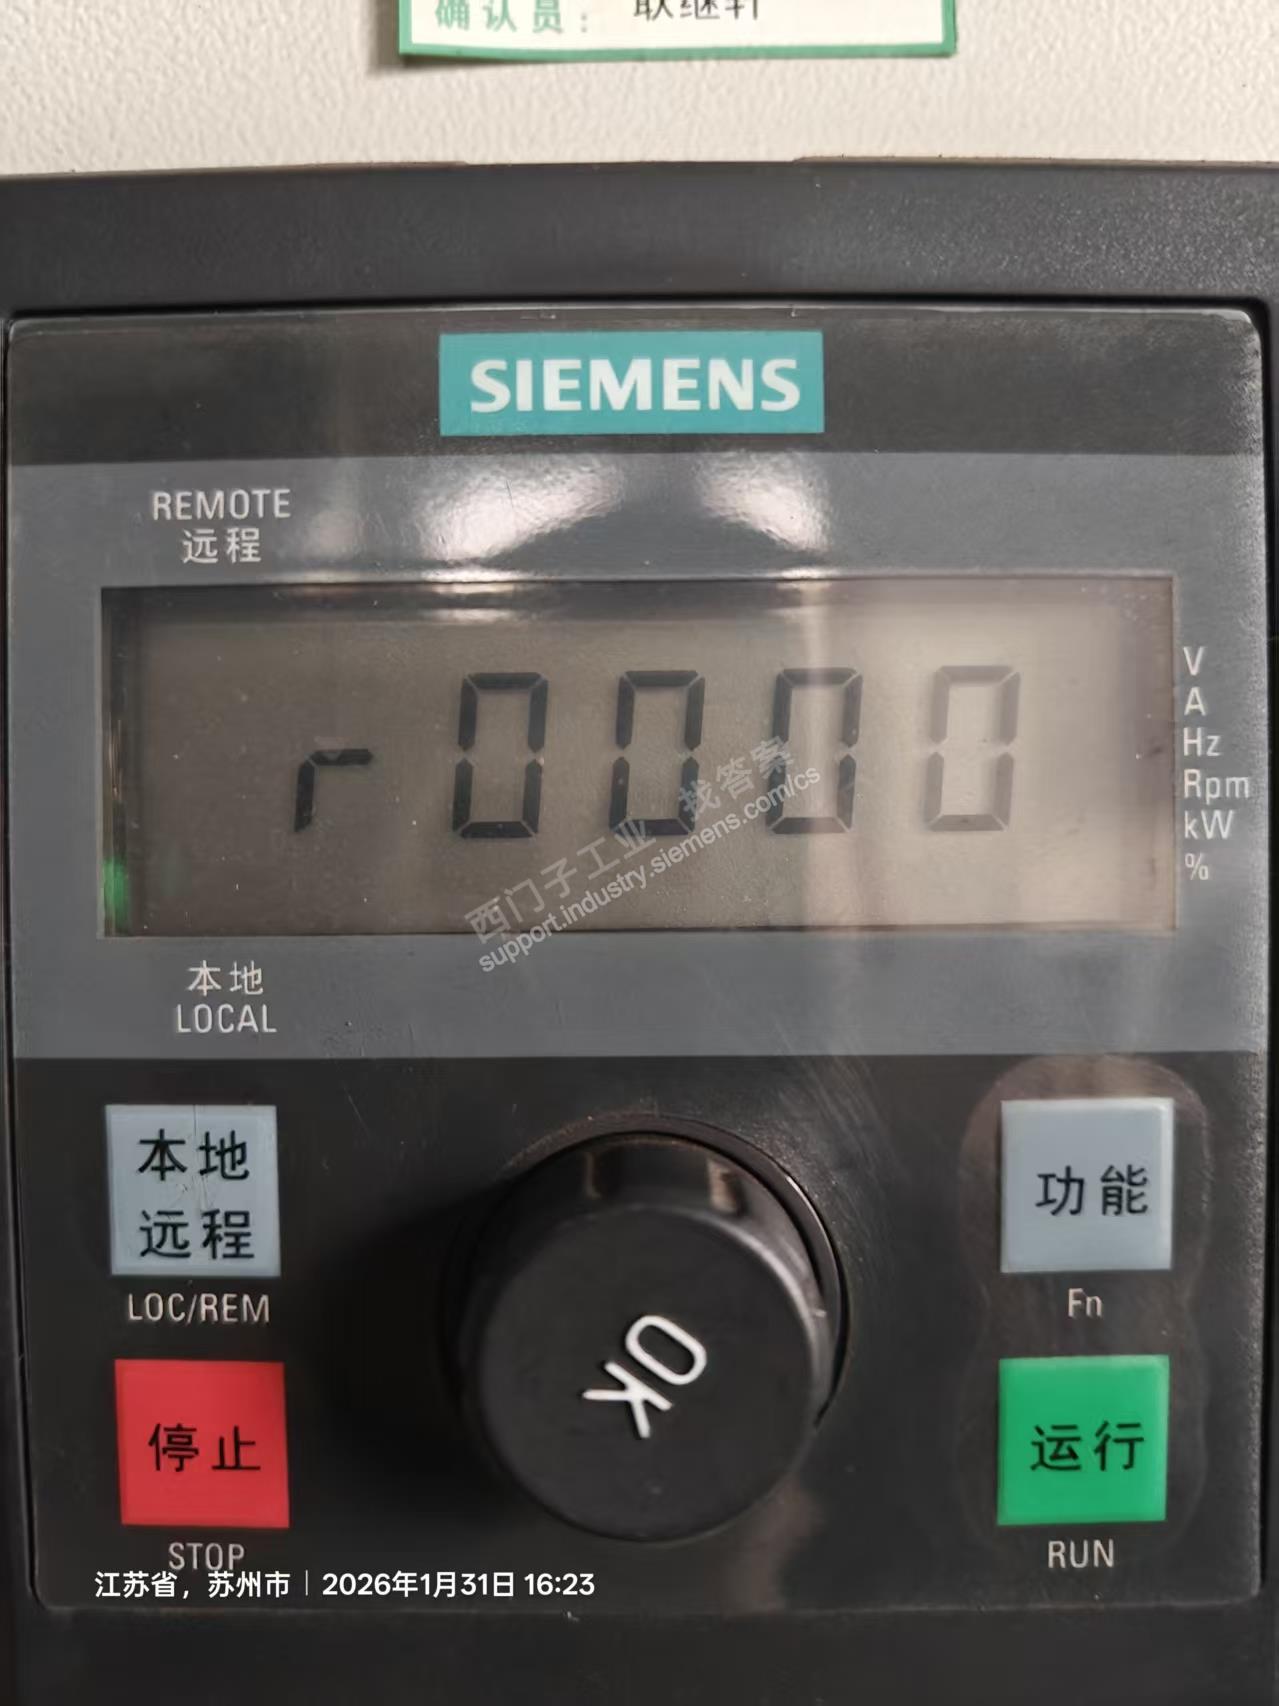 确认员:
SIEMENS
REMOTE
远程
V
A
Hz
Rpm
kW
%
r0000
西门子工业 找答案
support.industry.siemens.com/cs
本地
LOCAL
本地
远程
LOC/REM
功能
Fn
OK
停止
STOP
运行
RUN
江苏省，苏州市｜2026年1月31日 16:23